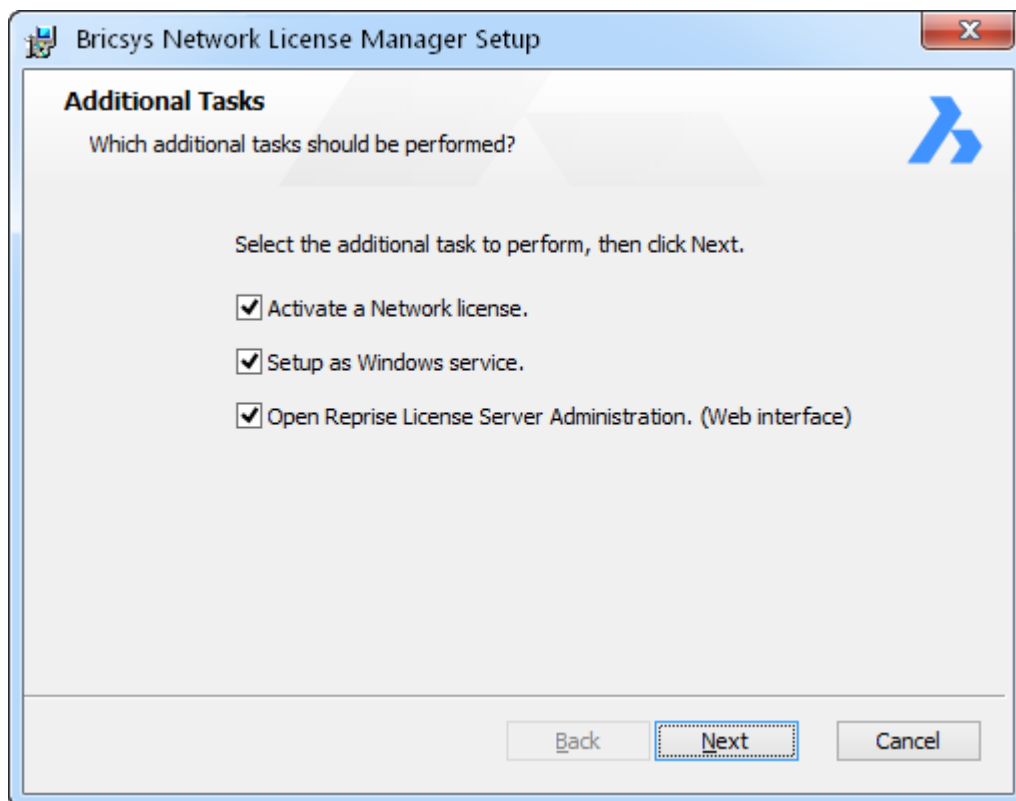 Bricsys Network License Manager Setup
Additional Tasks
Which additional tasks should be performed?
Select the additional task to perform, then click Next.
Activate a Network license.
Setup as Windows service.
Open Reprise License Server Administration. (Web interface)
Back Next Cancel